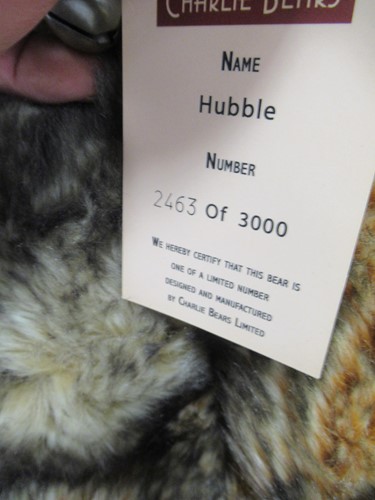 CHARLIE BEARS
NAME
Hubble
NUMBER
2463 Of 3000
WE HEREBY CERTIFY THAT THIS BEAR IS
ONE OF A LIMITED NUMBER
DESIGNED AND MANUFACTURED
BY CHARLIE BEARS LIMITED